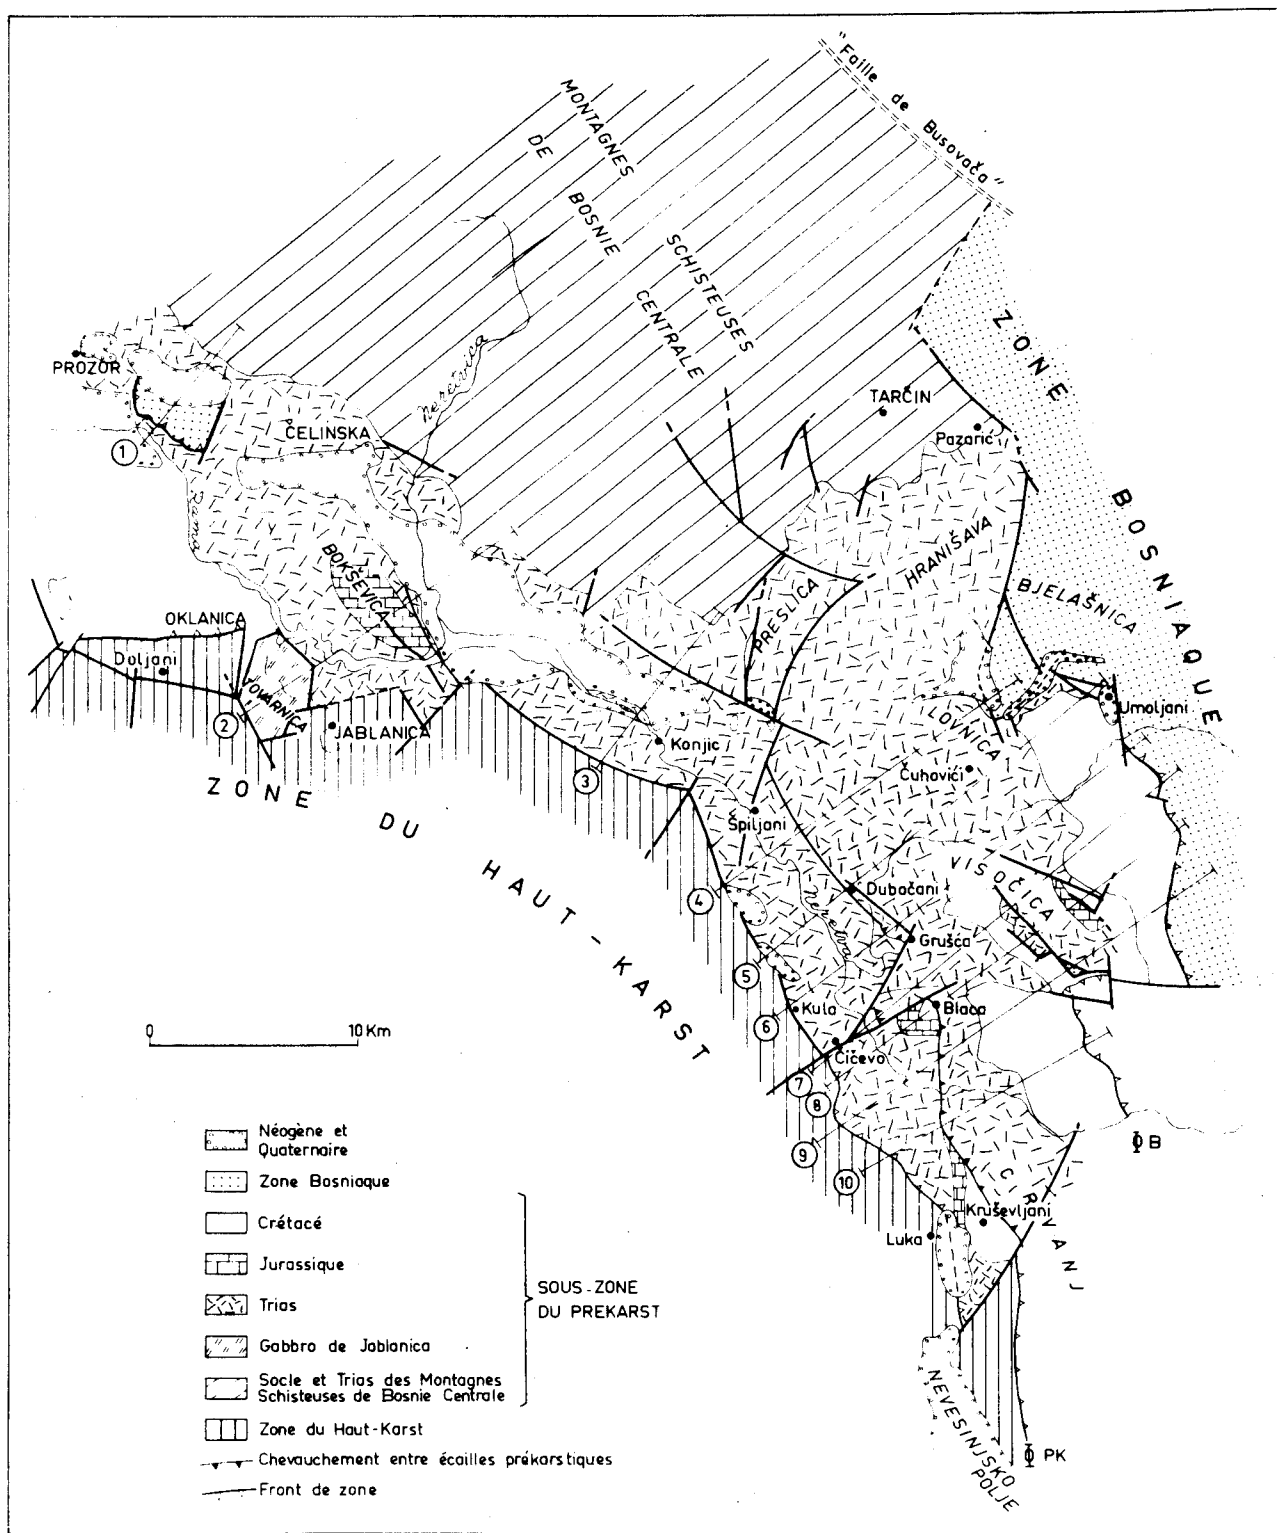 "Faille de Busovača"
MONTAGNES
DE
BOSNIE
SCHISTEUSES
CENTRALE
ZONE BOSNIAQUE
Neretvica
PROZOR
TARČIN
Pazarić
ČELINSKA
1
Rama
HRANIŠAVA
BOKŠEVICA
PRESLICA
BJELAŠNICA
OKLANICA
Doljani
TOVARNICA
2
JABLANICA
Umoljani
LOVNICA
Konjic
3
Čuhovići
ZONE DU HAUT-KARST
Špiljani
VISOČICA
4
Dubočani
Neretva
Grušca
5
Kula
6
Blaca
Čičevo
0 10 Km
7
8
9
B
10
CRVANJ
Kruševljani
Luka
NEVESINJSKO
POLJE
PK
Néogène et
Quaternaire
Zone Bosniaque
Crétacé
Jurassique
Trias
Gabbro de Jablanica
Socle et Trias des Montagnes
Schisteuses de Bosnie Centrale
SOUS-ZONE
DU PREKARST
Zone du Haut-Karst
Chevauchement entre écailles prékarstiques
Front de zone